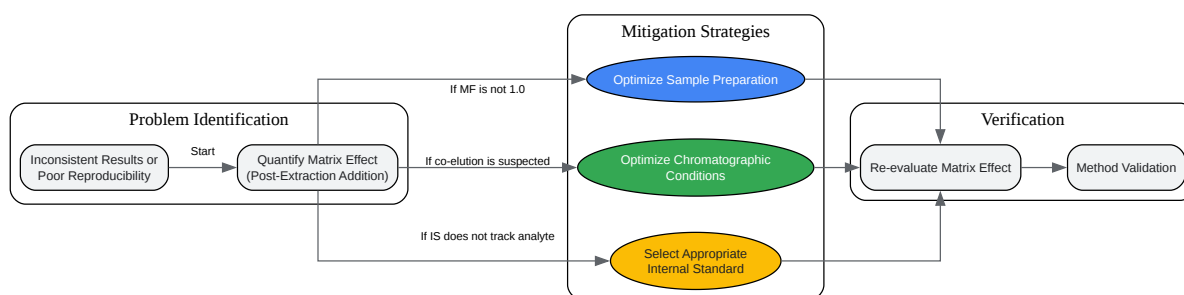 Problem Identification
Inconsistent Results or
Poor Reproducibility
Start
Quantify Matrix Effect
(Post-Extraction Addition)
If MF is not 1.0
If co-elution is suspected
If IS does not track analyte
Mitigation Strategies
Optimize Sample Preparation
Optimize Chromatographic
Conditions
Select Appropriate
Internal Standard
Verification
Re-evaluate Matrix Effect
Method Validation